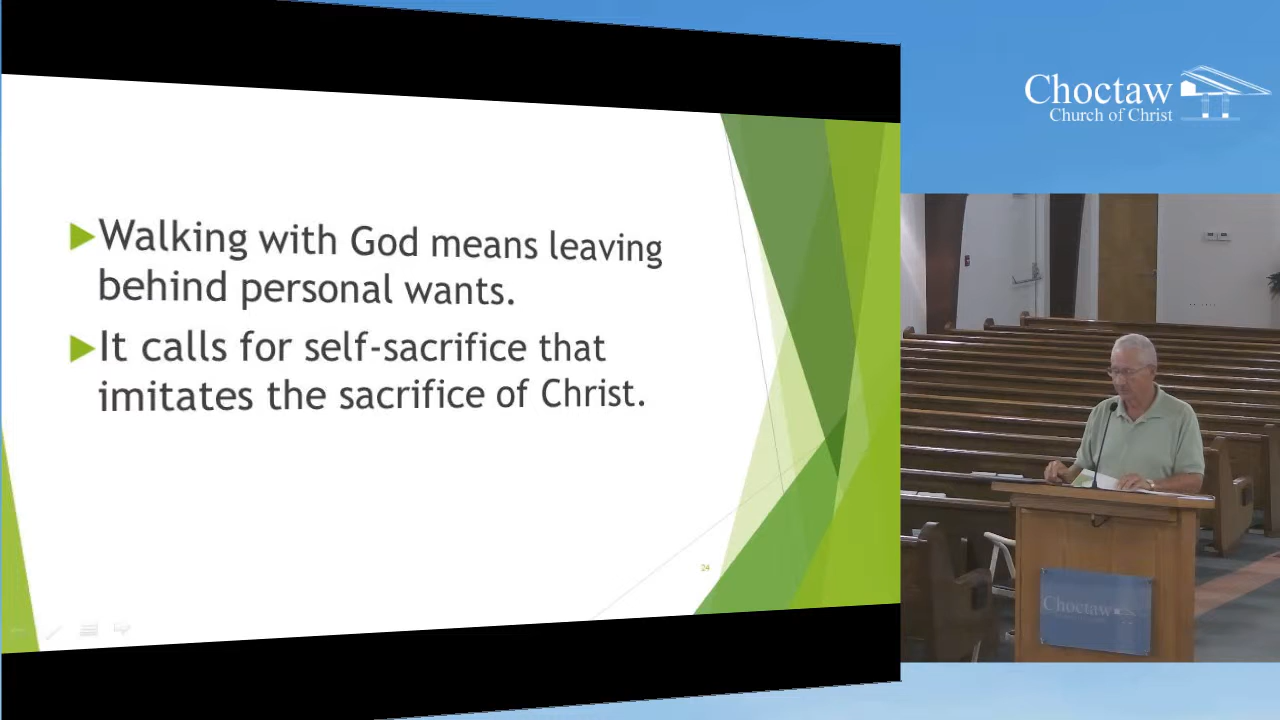 Choctaw
Church of Christ
Walking with God means leaving
behind personal wants.
It calls for self-sacrifice that
imitates the sacrifice of Christ.
24
Choctaw